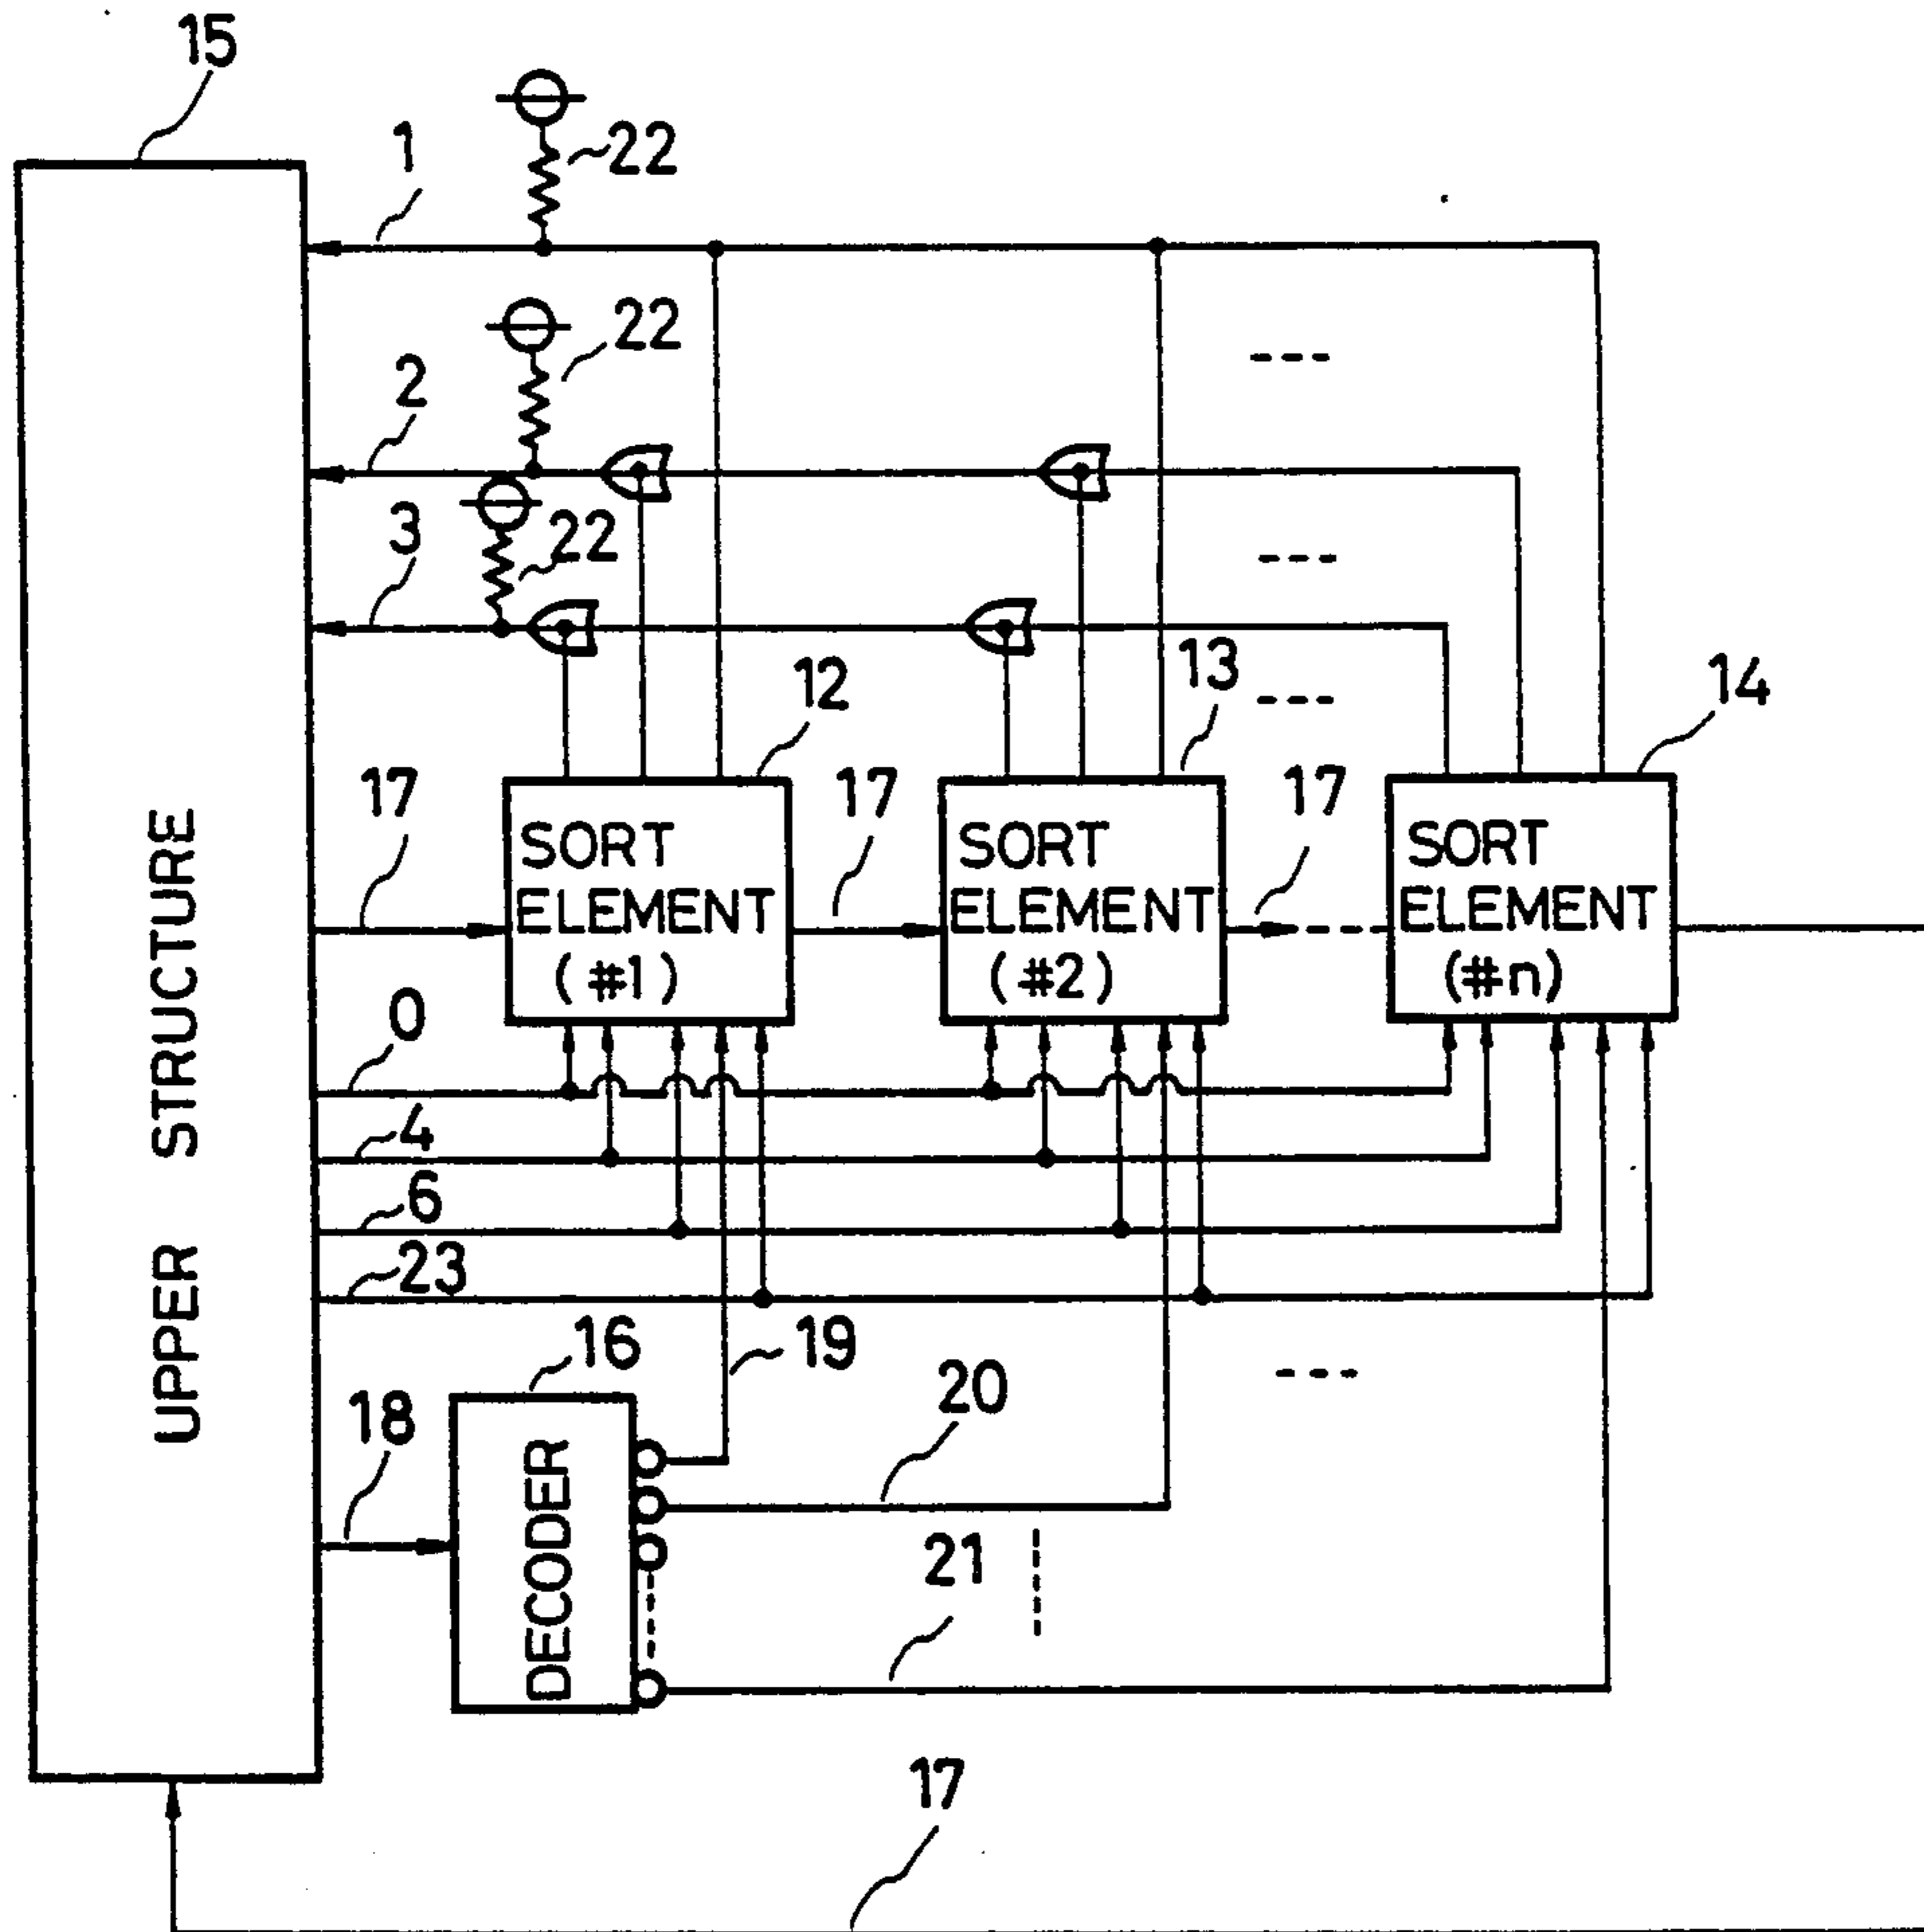 15
1
22
2
22
3
22
12
13
14
17
17
17
SORT
ELEMENT
(#1)
SORT
ELEMENT
(#2)
SORT
ELEMENT
(#n)
UPPER STRUCTURE
0
4
6
23
16
19
18
20
DECODER
21
17